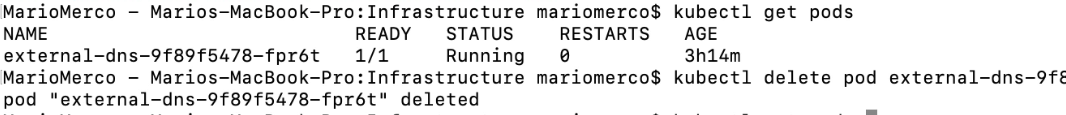 MarioMerco - Marios-MacBook-Pro:Infrastructure mariomerco$ kubectl get pods
NAME READY STATUS RESTARTS AGE
external-dns-9f89f5478-fpr6t 1/1 Running 0 3h14m
MarioMerco - Marios-MacBook-Pro:Infrastructure mariomerco$ kubectl delete pod external-dns-9f8
pod "external-dns-9f89f5478-fpr6t" deleted